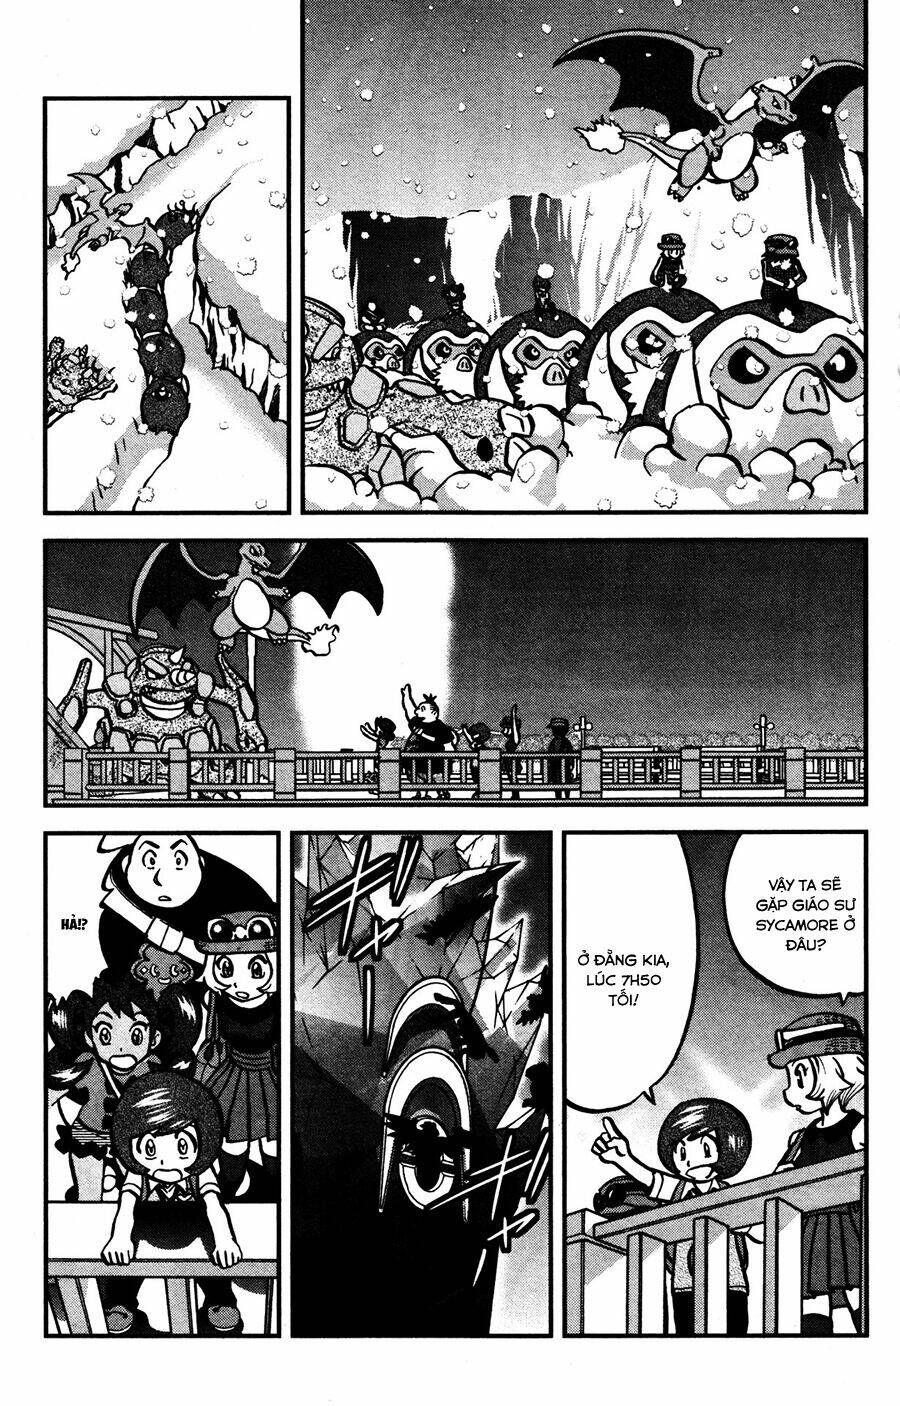 VẬY TA SẼ
GẶP GIÁO SƯ
SYCAMORE Ở
ĐÂU?
Ở ĐẰNG KIA,
LÚC 7H50
TỐI!
HẢ!?